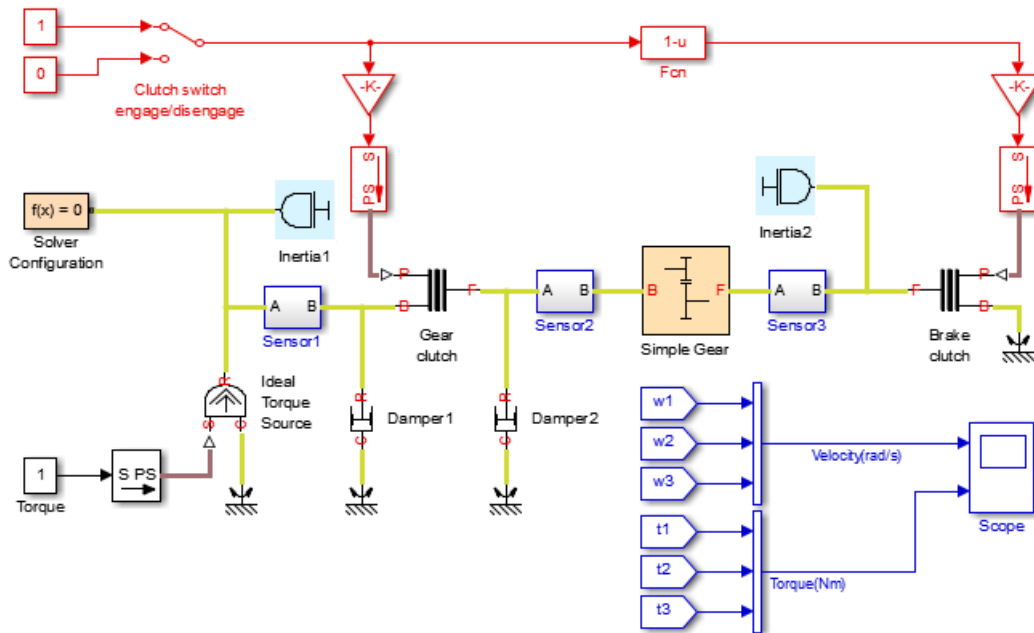 1
0
Clutch switch
engage/disengage
1-u
Fcn
-K-
-K-
S
PS
S
PS
f(x) = 0
Solver
Configuration
Inertia1
Inertia2
A B
Sensor1
P
B
F
Gear
clutch
A B
Sensor2
B F
Simple Gear
A B
Sensor3
F
P
B
Brake
clutch
R
S
C
Ideal
Torque
Source
R
C
Damper1
R
C
Damper2
1
Torque
S PS
w1
w2
w3
Velocity(rad/s)
t1
t2
t3
Torque(Nm)
Scope